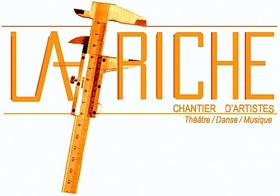 LA FRICHE
CHANTIER D'ARTISTES
Théâtre / Danse / Musique